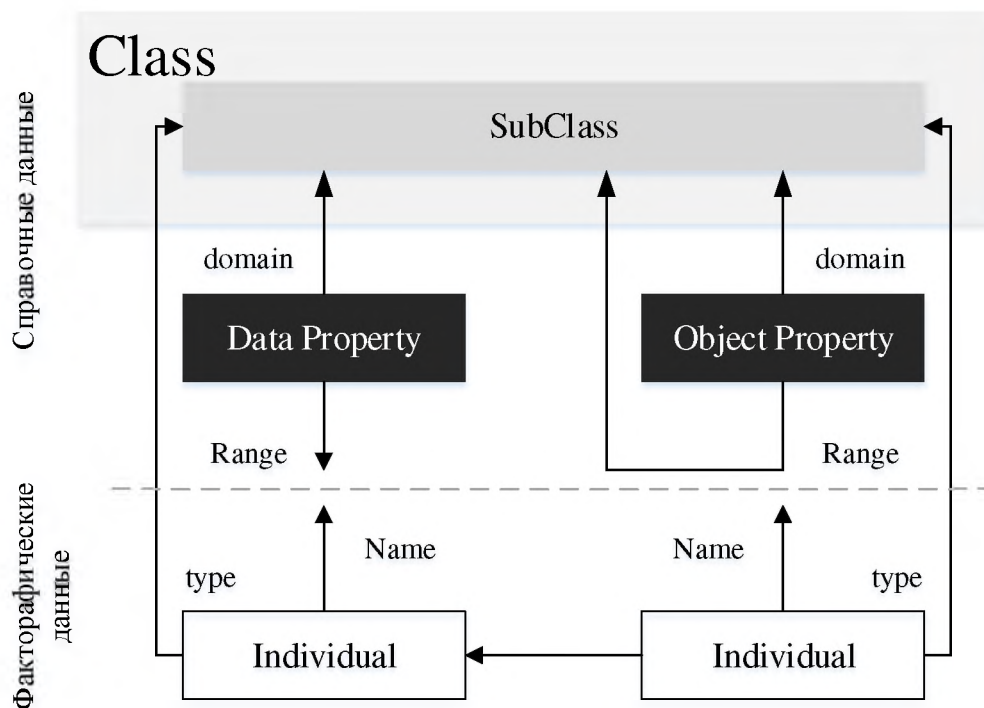 Class
SubClass
Справочные данные
domain
domain
Data Property
Object Property
Range
Range
Факторафические
данные
Name
Name
type
type
Individual
Individual